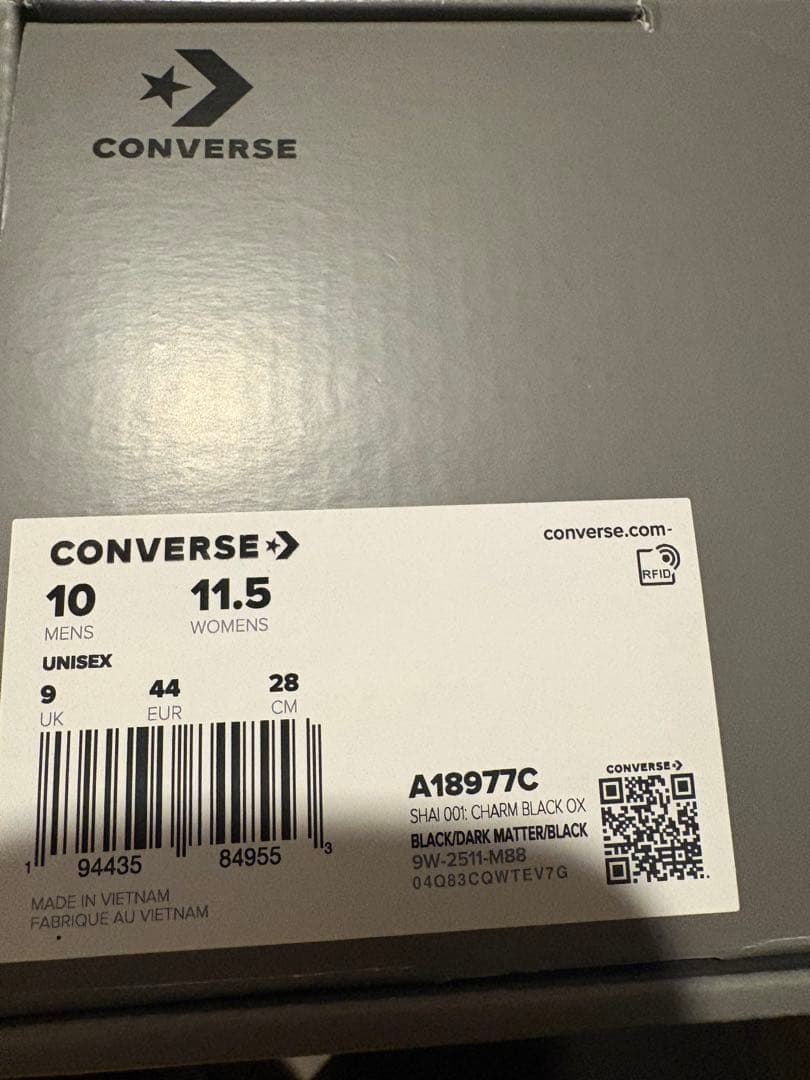 CONVERSE
CONVERSE
converse.com-
RFID
10 11.5
MENS WOMENS
UNISEX
9 44 28
UK EUR CM
1 94435 84955 3
MADE IN VIETNAM
FABRIQUE AU VIETNAM
A18977C
SHAI 001: CHARM BLACK OX
BLACK/DARK MATTER/BLACK
9W-2511-M88
04Q83CQWTEV7G
CONVERSE